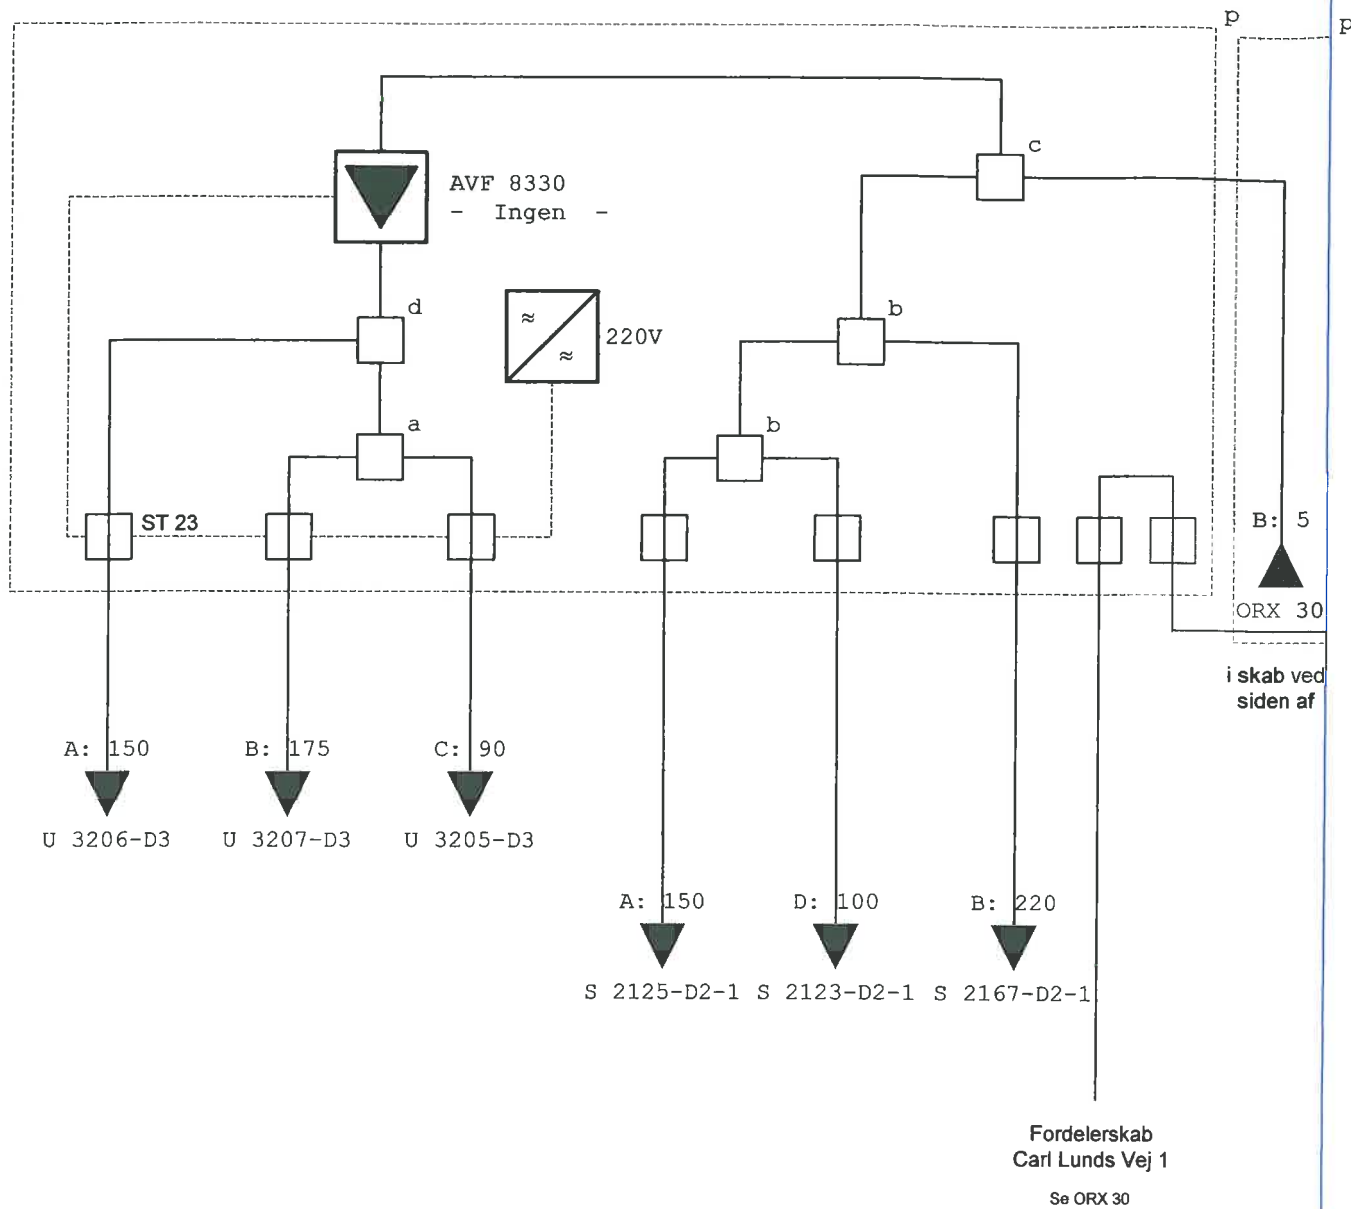 p
p
c
AVF 8330
- Ingen -
d
b
220V
a
b
ST 23
B: 5
ORX 30
i skab ved
siden af
A: 150
B: 175
C: 90
U 3206-D3
U 3207-D3
U 3205-D3
A: 150
D: 100
B: 220
S 2125-D2-1
S 2123-D2-1
S 2167-D2-1
Fordelerskab
Carl Lunds Vej 1
Se ORX 30